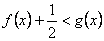 f(x) + 1/2 < g(x)